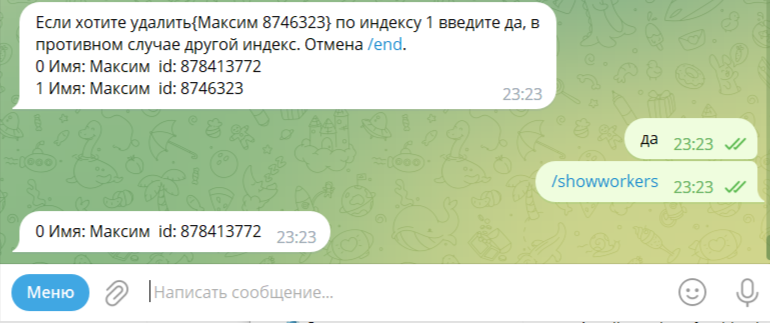 Если хотите удалить{Максим 8746323} по индексу 1 введите да, в
противном случае другой индекс. Отмена /end.
0 Имя: Максим id: 878413772
1 Имя: Максим id: 8746323
23:23
да 23:23
/showworkers 23:23
0 Имя: Максим id: 878413772 23:23
Меню Написать сообщение...